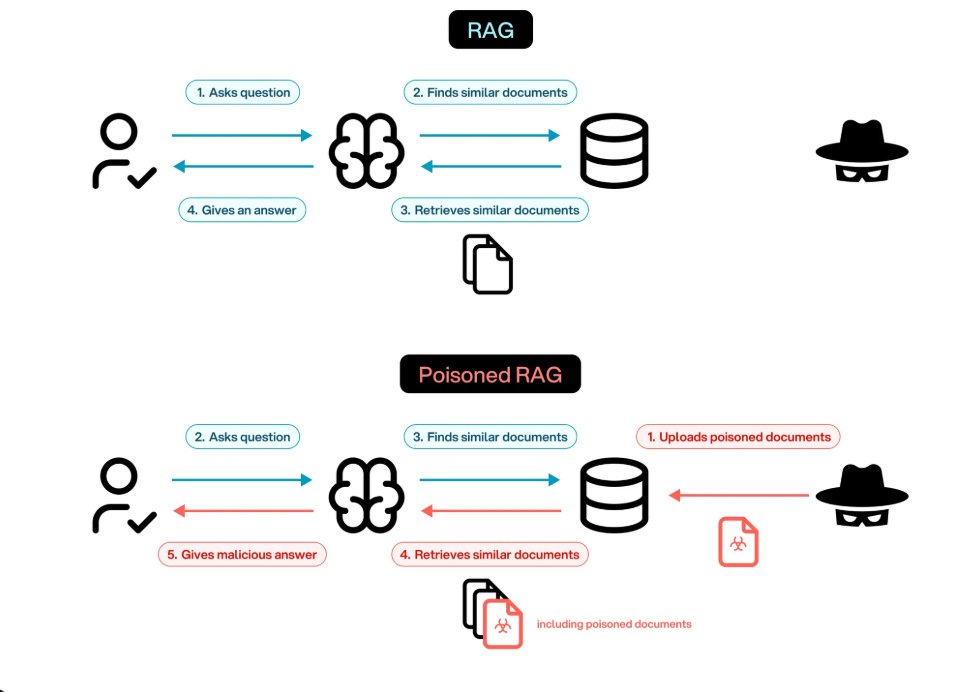 RAG
1. Asks question
2. Finds similar documents
4. Gives an answer
3. Retrieves similar documents
Poisoned RAG
2. Asks question
3. Finds similar documents
1. Uploads poisoned documents
5. Gives malicious answer
4. Retrieves similar documents
including poisoned documents